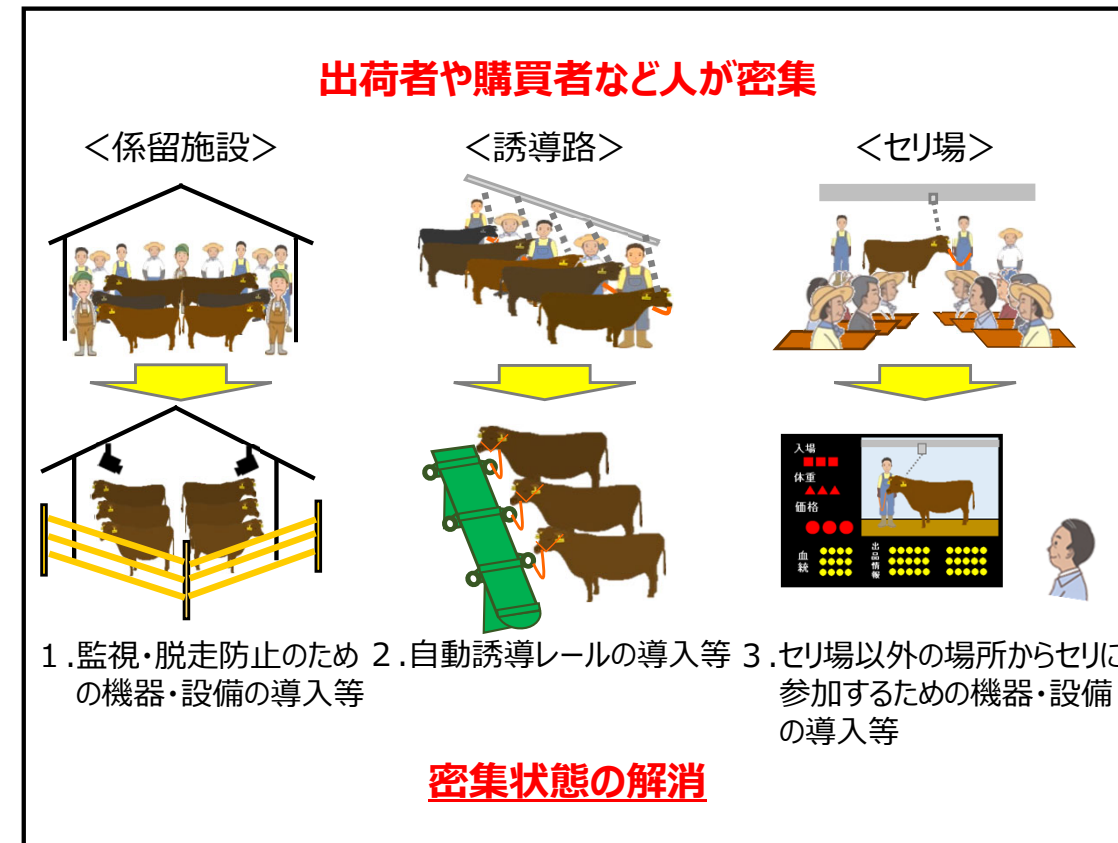 出荷者や購買者など人が密集
＜係留施設＞
＜誘導路＞
＜セリ場＞
入場
■■■
体重
▲▲▲
価格
●●●
血統
出品情報
１.監視・脱走防止のため
の機器・設備の導入等
２.自動誘導レールの導入等
３.セリ場以外の場所からセリに
参加するための機器・設備
の導入等
密集状態の解消